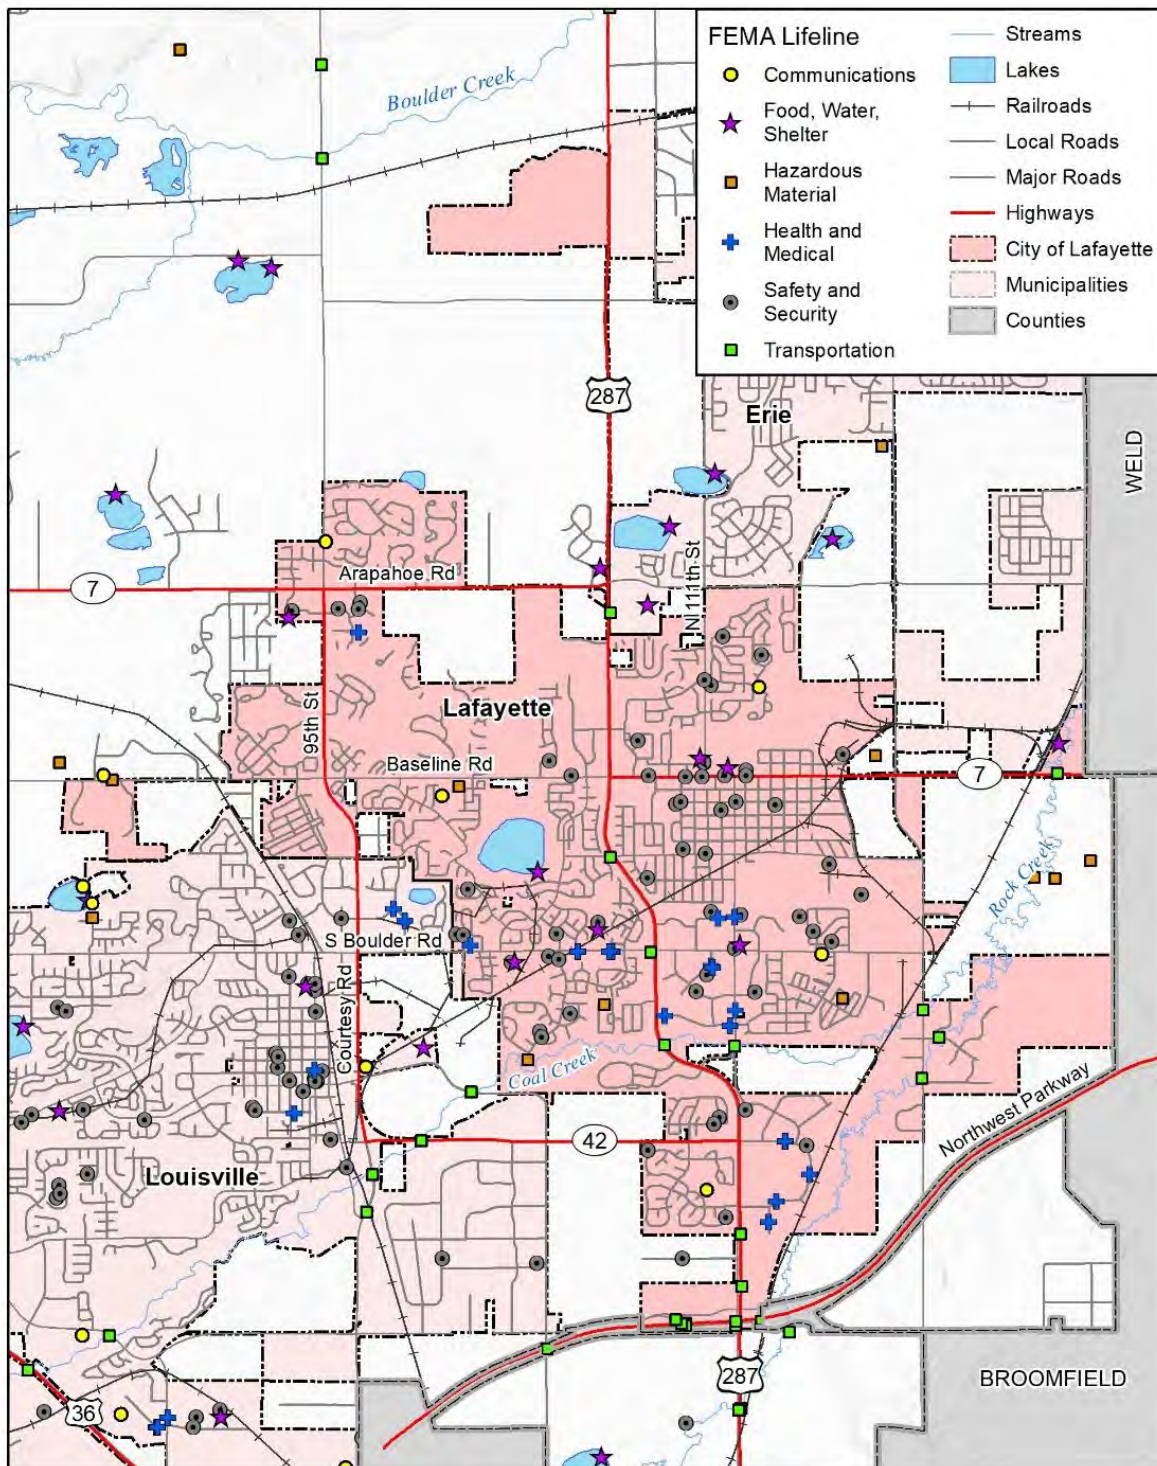 FEMA Lifeline
Communications
Food, Water,
Shelter
Hazardous
Material
Health and
Medical
Safety and
Security
Transportation
Streams
Lakes
Railroads
Local Roads
Major Roads
Highways
City of Lafayette
Municipalities
Counties
Boulder Creek
287
Erie
WELD
N 111th St
Arapahoe Rd
7
95th St
Lafayette
Baseline Rd
7
Rock Creek
S Boulder Rd
Courtesy Rd
Coal Creek
42
Northwest Parkway
Louisville
287
BROOMFIELD
36